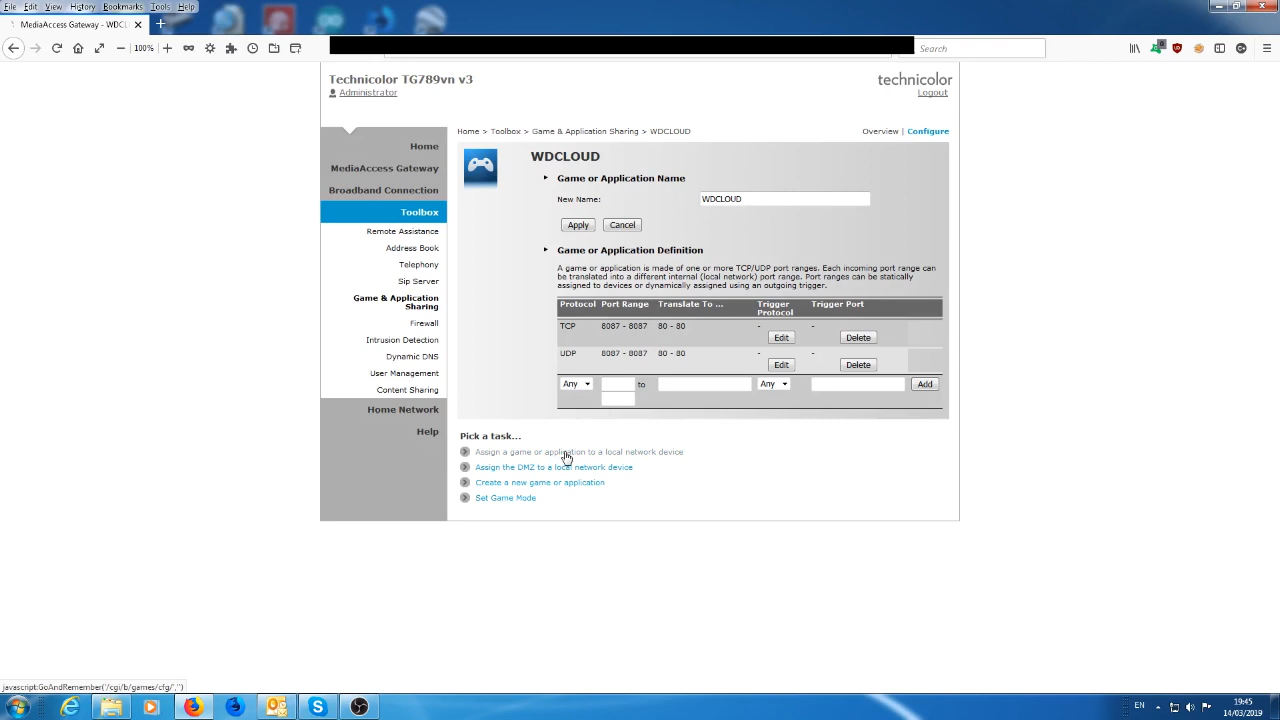 File Edit View History Bookmarks Tools Help
MediaAccess Gateway - WDCL
100%
Search
Technicolor TG789vn v3
technicolor
Administrator
Logout
Home > Toolbox > Game & Application Sharing > WDCLOUD
Overview | Configure
Home
MediaAccess Gateway
Broadband Connection
Toolbox
Remote Assistance
Address Book
Telephony
Sip Server
Game & Application
Sharing
Firewall
Intrusion Detection
Dynamic DNS
User Management
Content Sharing
Home Network
Help
WDCLOUD
Game or Application Name
New Name: WDCLOUD
Apply Cancel
Game or Application Definition
A game or application is made of one or more TCP/UDP port ranges. Each incoming port range can
be translated into a different internal (local network) port range. Port ranges can be statically
assigned to devices or dynamically assigned using an outgoing trigger.
Protocol Port Range Translate To ... Trigger Protocol Trigger Port
TCP 8087 - 8087 80 - 80 - -
Edit Delete
UDP 8087 - 8087 80 - 80 - -
Edit Delete
Any to Any Add
Pick a task...
Assign a game or application to a local network device
Assign the DMZ to a local network device
Create a new game or application
Set Game Mode
javascript:GoAndRemember('/cgi/b/games/cfg/','')
EN
19:45
14/03/2019